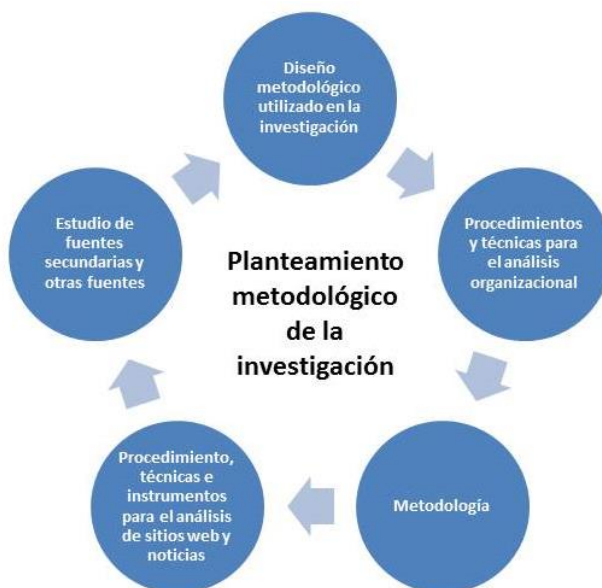 Diseño
metodológico
utilizado en la
investigación
Procedimientos
y técnicas para
el análisis
organizacional
Metodología
Procedimiento,
técnicas e
instrumentos
para el análisis
de sitios web y
noticias
Estudio de
fuentes
secundarias y
otras fuentes
Planteamiento
metodológico
de la
investigación